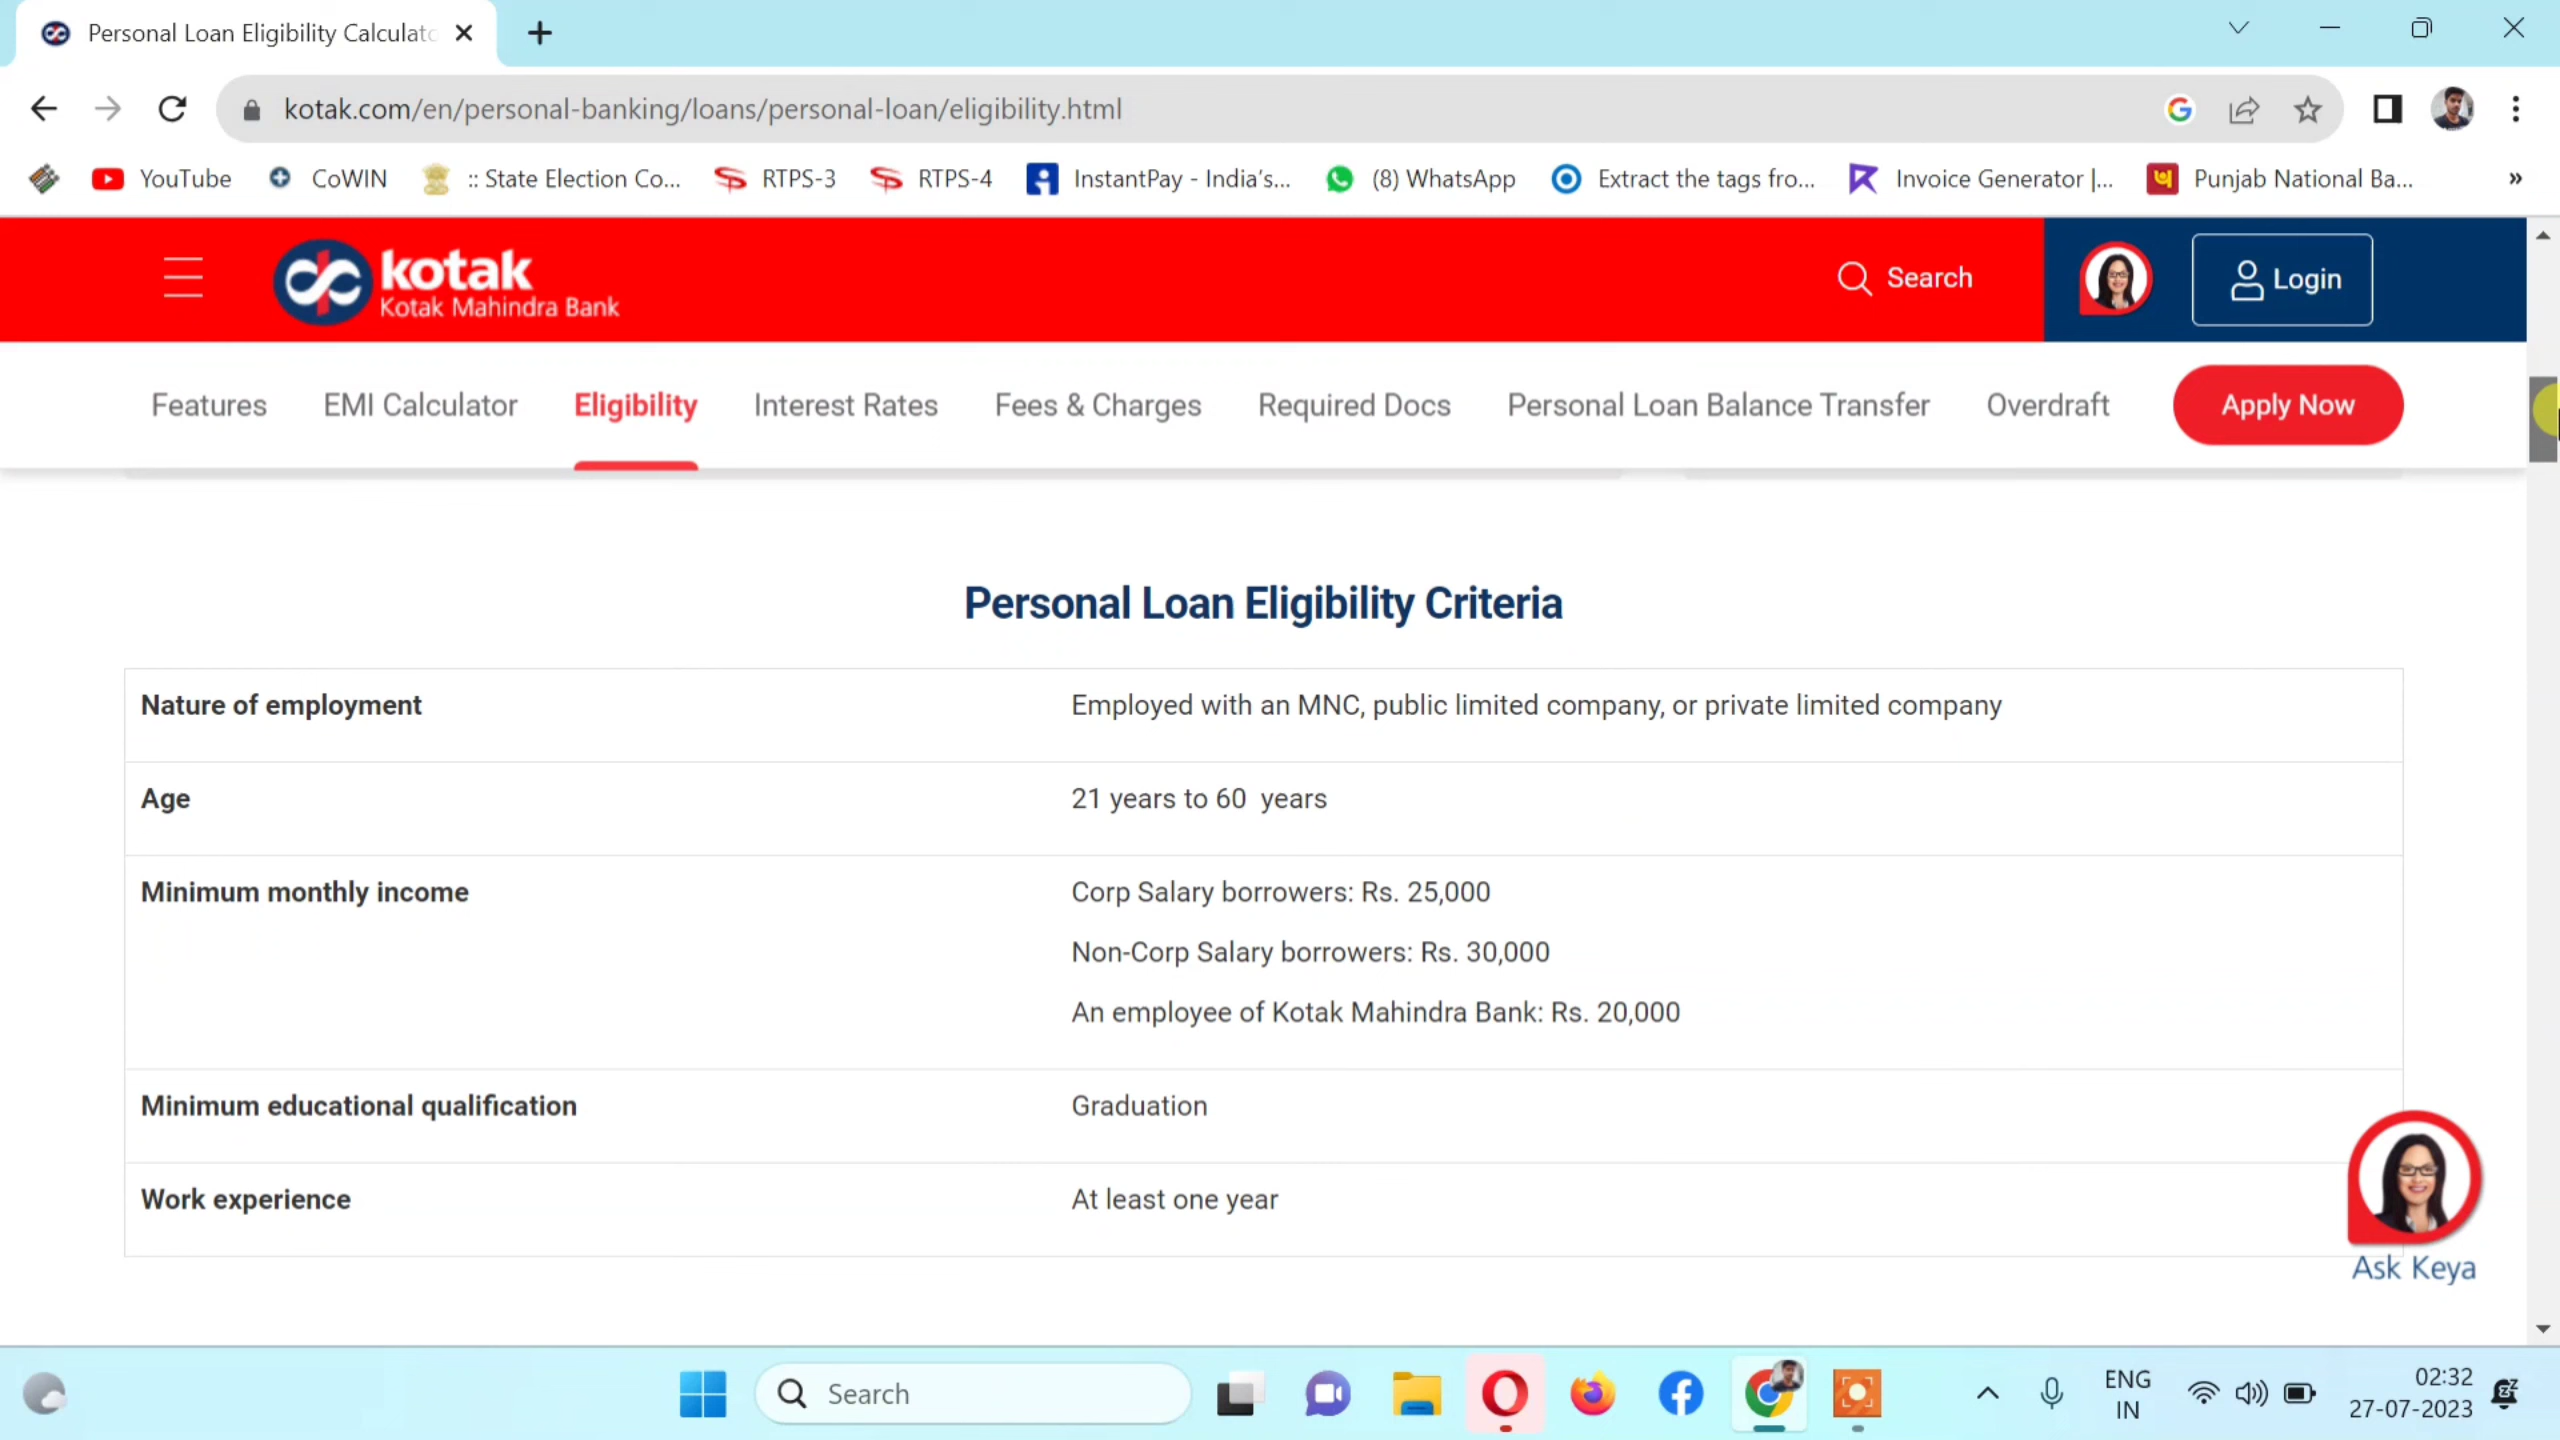 Personal Loan Eligibility Calculat
kotak.com/en/personal-banking/loans/personal-loan/eligibility.html
YouTube CoWIN :: State Election Co... RTPS-3 RTPS-4 InstantPay - India's... (8) WhatsApp Extract the tags fro... Invoice Generator |... Punjab National Ba... »
kotak
Kotak Mahindra Bank
Search
Login
Features EMI Calculator Eligibility Interest Rates Fees & Charges Required Docs Personal Loan Balance Transfer Overdraft Apply Now
Personal Loan Eligibility Criteria
Nature of employment Employed with an MNC, public limited company, or private limited company
Age 21 years to 60  years
Minimum monthly income Corp Salary borrowers: Rs. 25,000
Non-Corp Salary borrowers: Rs. 30,000
An employee of Kotak Mahindra Bank: Rs. 20,000
Minimum educational qualification Graduation
Work experience At least one year
Ask Keya
Search
ENG
IN
02:32
27-07-2023